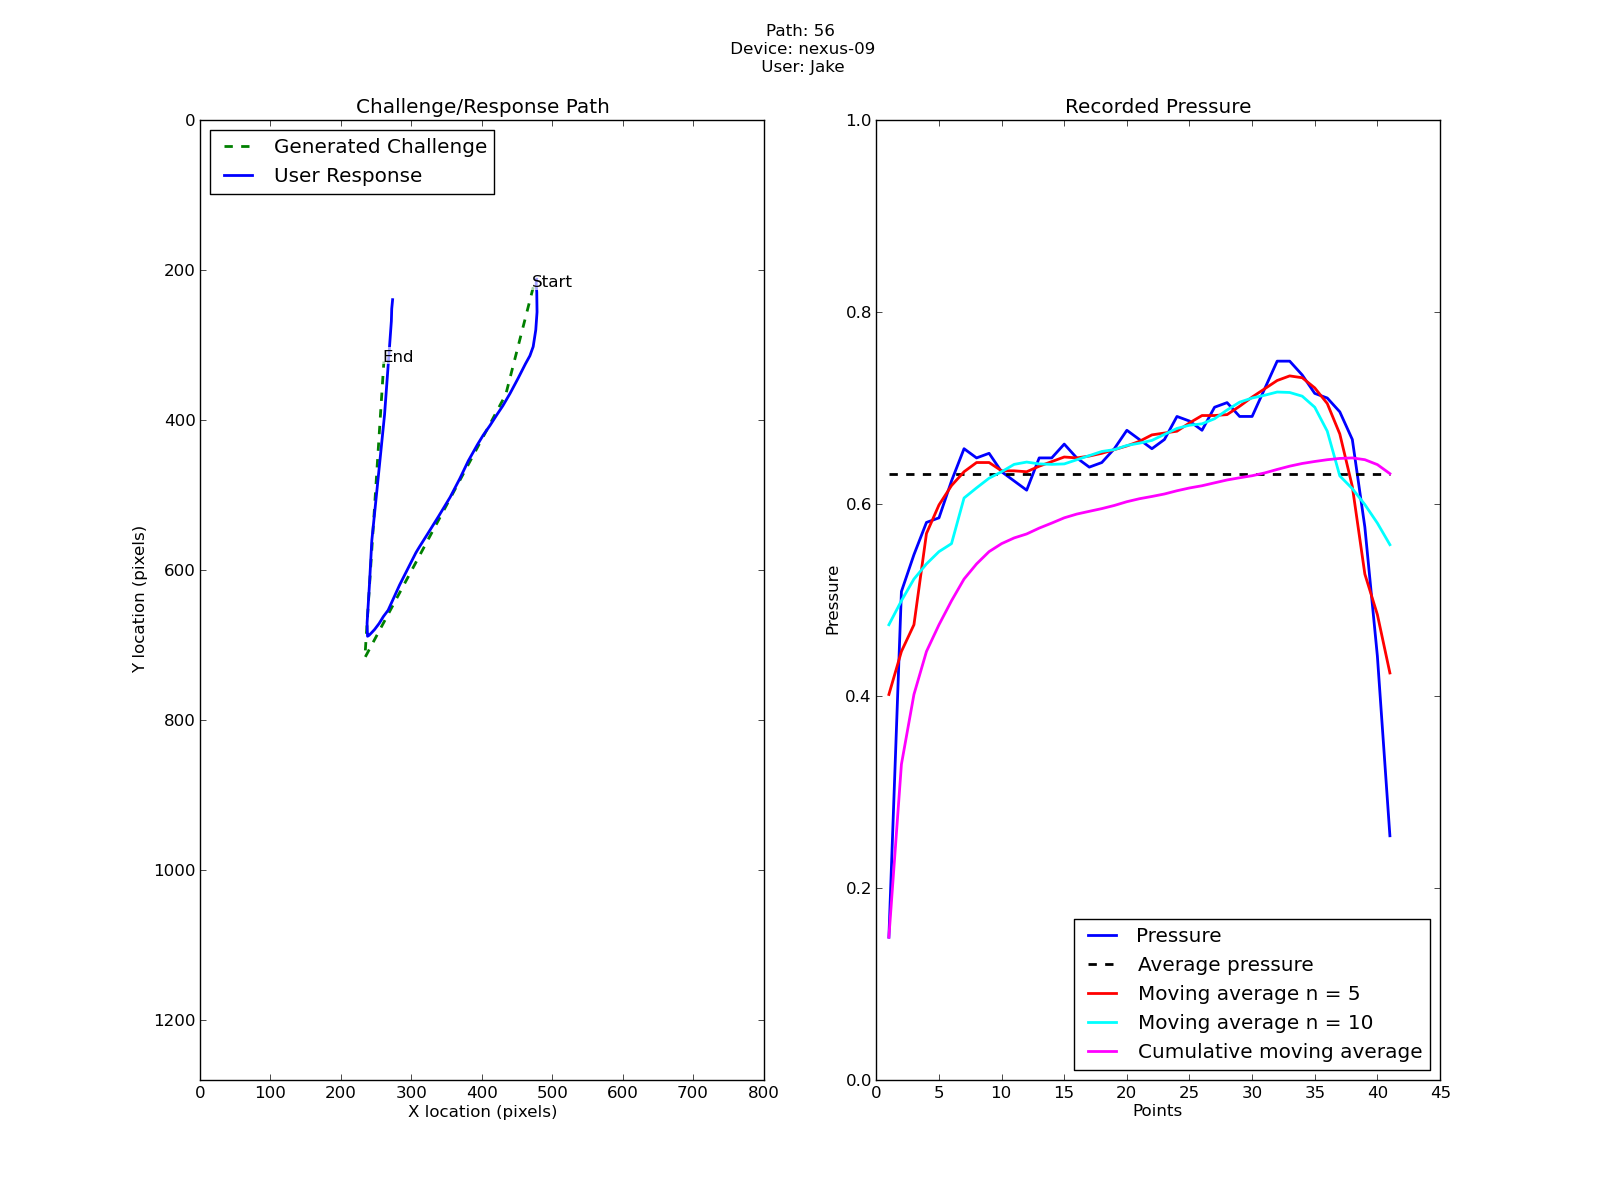 Path: 56
Device: nexus-09
User: Jake
Challenge/Response Path
Generated Challenge
User Response
Start
End
0
200
400
600
800
1000
1200
Y location (pixels)
0 100 200 300 400 500 600 700 800
X location (pixels)
Recorded Pressure
1.0
0.8
0.6
0.4
0.2
0.0
Pressure
Pressure
Average pressure
Moving average n = 5
Moving average n = 10
Cumulative moving average
0 5 10 15 20 25 30 35 40 45
Points